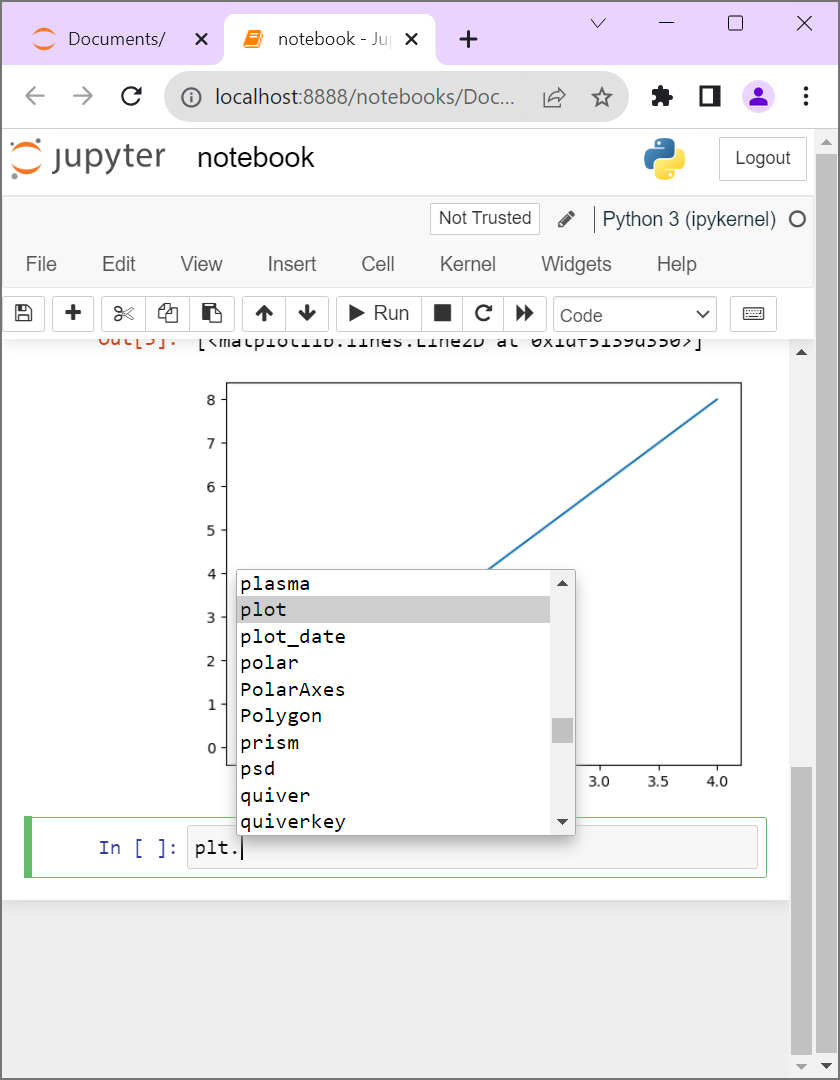 Documents/
notebook - Ju
localhost:8888/notebooks/Doc...
jupyter notebook
Logout
Not Trusted
Python 3 (ipykernel)
File Edit View Insert Cell Kernel Widgets Help
Run
Code
Out[3]: [<matplotlib.lines.Line2D at
8
7
6
5
4
3
2
1
0
plasma
plot
plot_date
polar
PolarAxes
Polygon
prism
psd
quiver
quiverkey
3.0 3.5 4.0
In [ ]: plt.